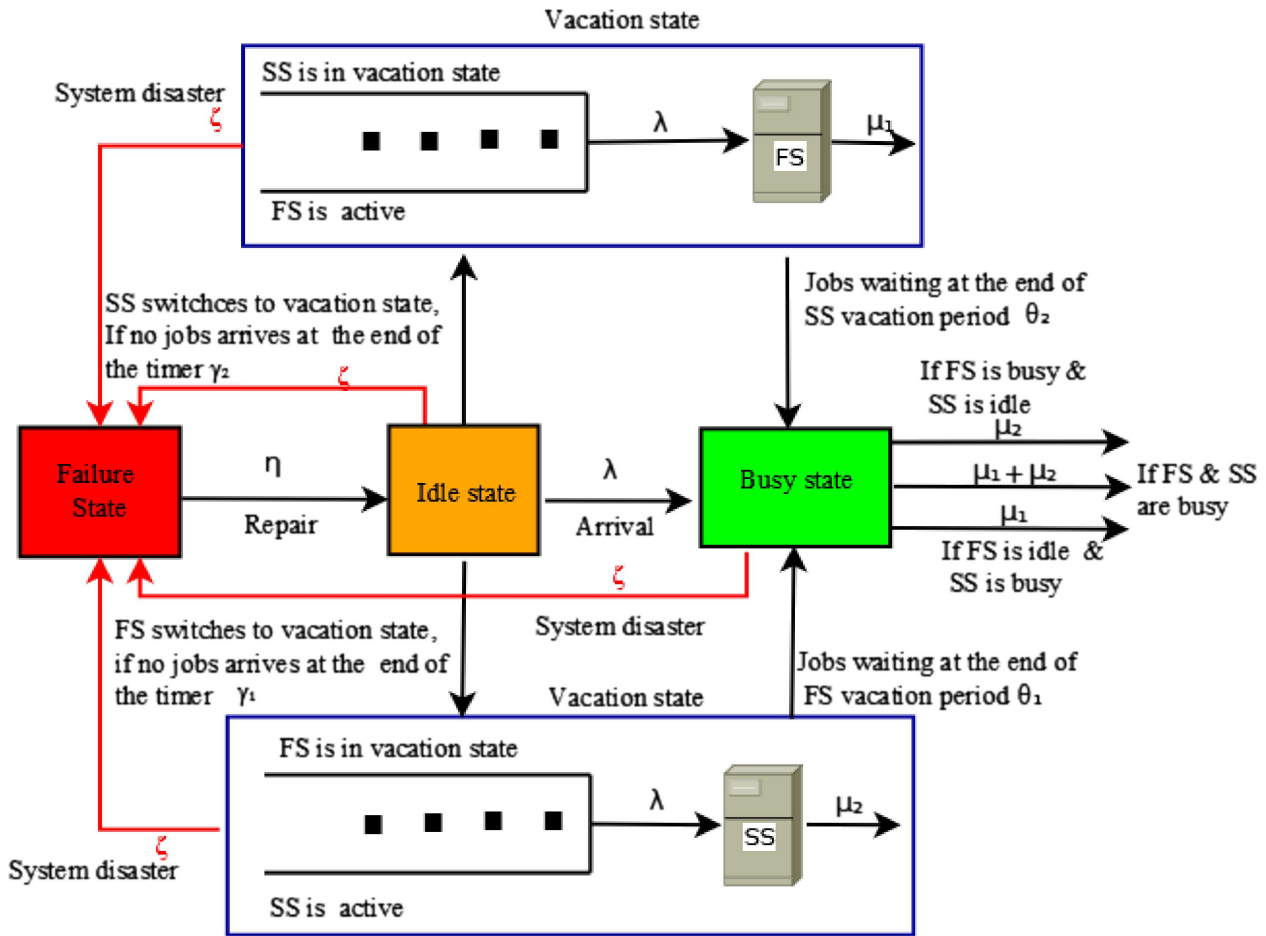 Vacation state
SS is in vacation state
System disaster
ζ
λ
FS
μ₁
FS is active
SS switchces to vacation state,
If no jobs arrives at the end of
the timer γ₂
ζ
Jobs waiting at the end of
SS vacation period θ₂
If FS is busy &
SS is idle
μ₂
Failure
State
η
Repair
Idle state
λ
Arrival
Busy state
μ₁ + μ₂
If FS & SS
are busy
μ₁
If FS is idle &
SS is busy
ζ
System disaster
FS switches to vacation state,
if no jobs arrives at the end of
the timer γ₁
Jobs waiting at the end of
FS vacation period θ₁
Vacation state
FS is in vacation state
λ
SS
μ₂
ζ
System disaster
SS is active